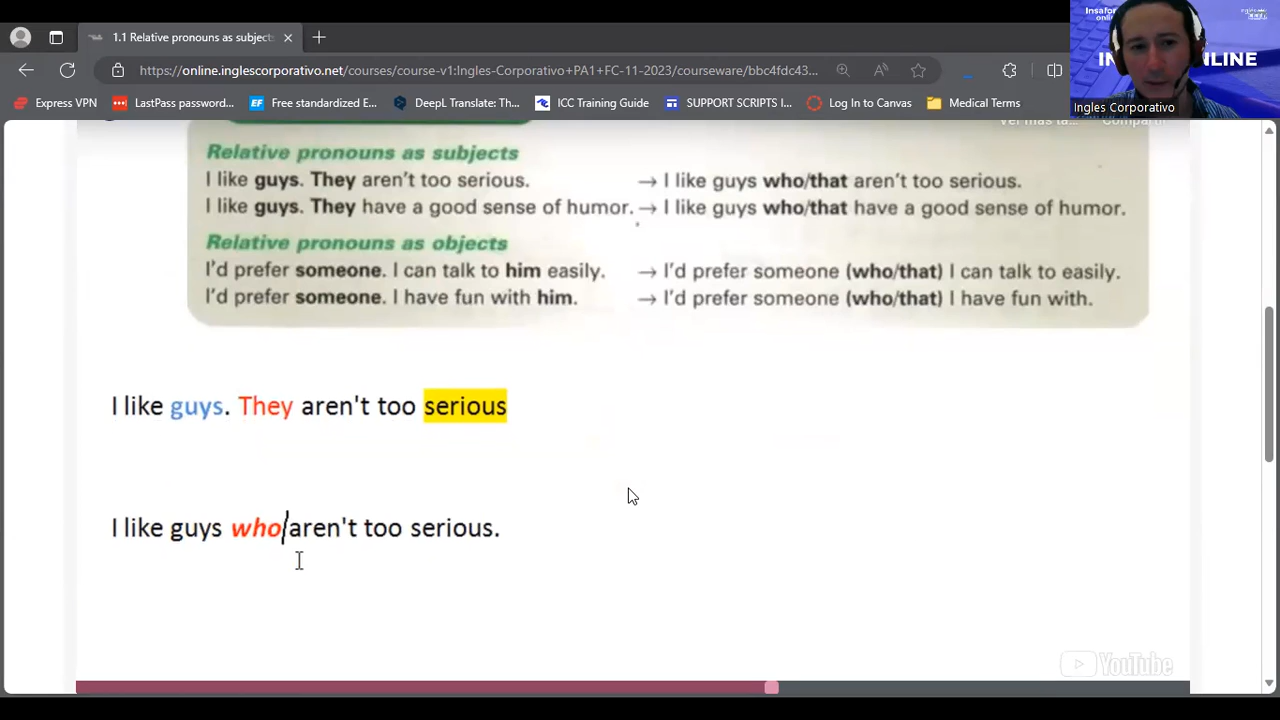 1.1 Relative pronouns as subject
https://online.inglescorporativo.net/courses/course-v1:Ingles-Corporativo+PA1+FC-11-2023/courseware/bbc4fdc43...
Express VPN LastPass password... EF Free standardized E... DeepL Translate: Th... ICC Training Guide SUPPORT SCRIPTS I... Log In to Canvas Medical Terms
Ingles Corporativo
Relative pronouns as subjects
I like guys. They aren't too serious. → I like guys who/that aren't too serious.
I like guys. They have a good sense of humor. → I like guys who/that have a good sense of humor.
Relative pronouns as objects
I'd prefer someone. I can talk to him easily. → I'd prefer someone (who/that) I can talk to easily.
I'd prefer someone. I have fun with him. → I'd prefer someone (who/that) I have fun with.
I like guys. They aren't too serious
I like guys who/aren't too serious.
YouTube